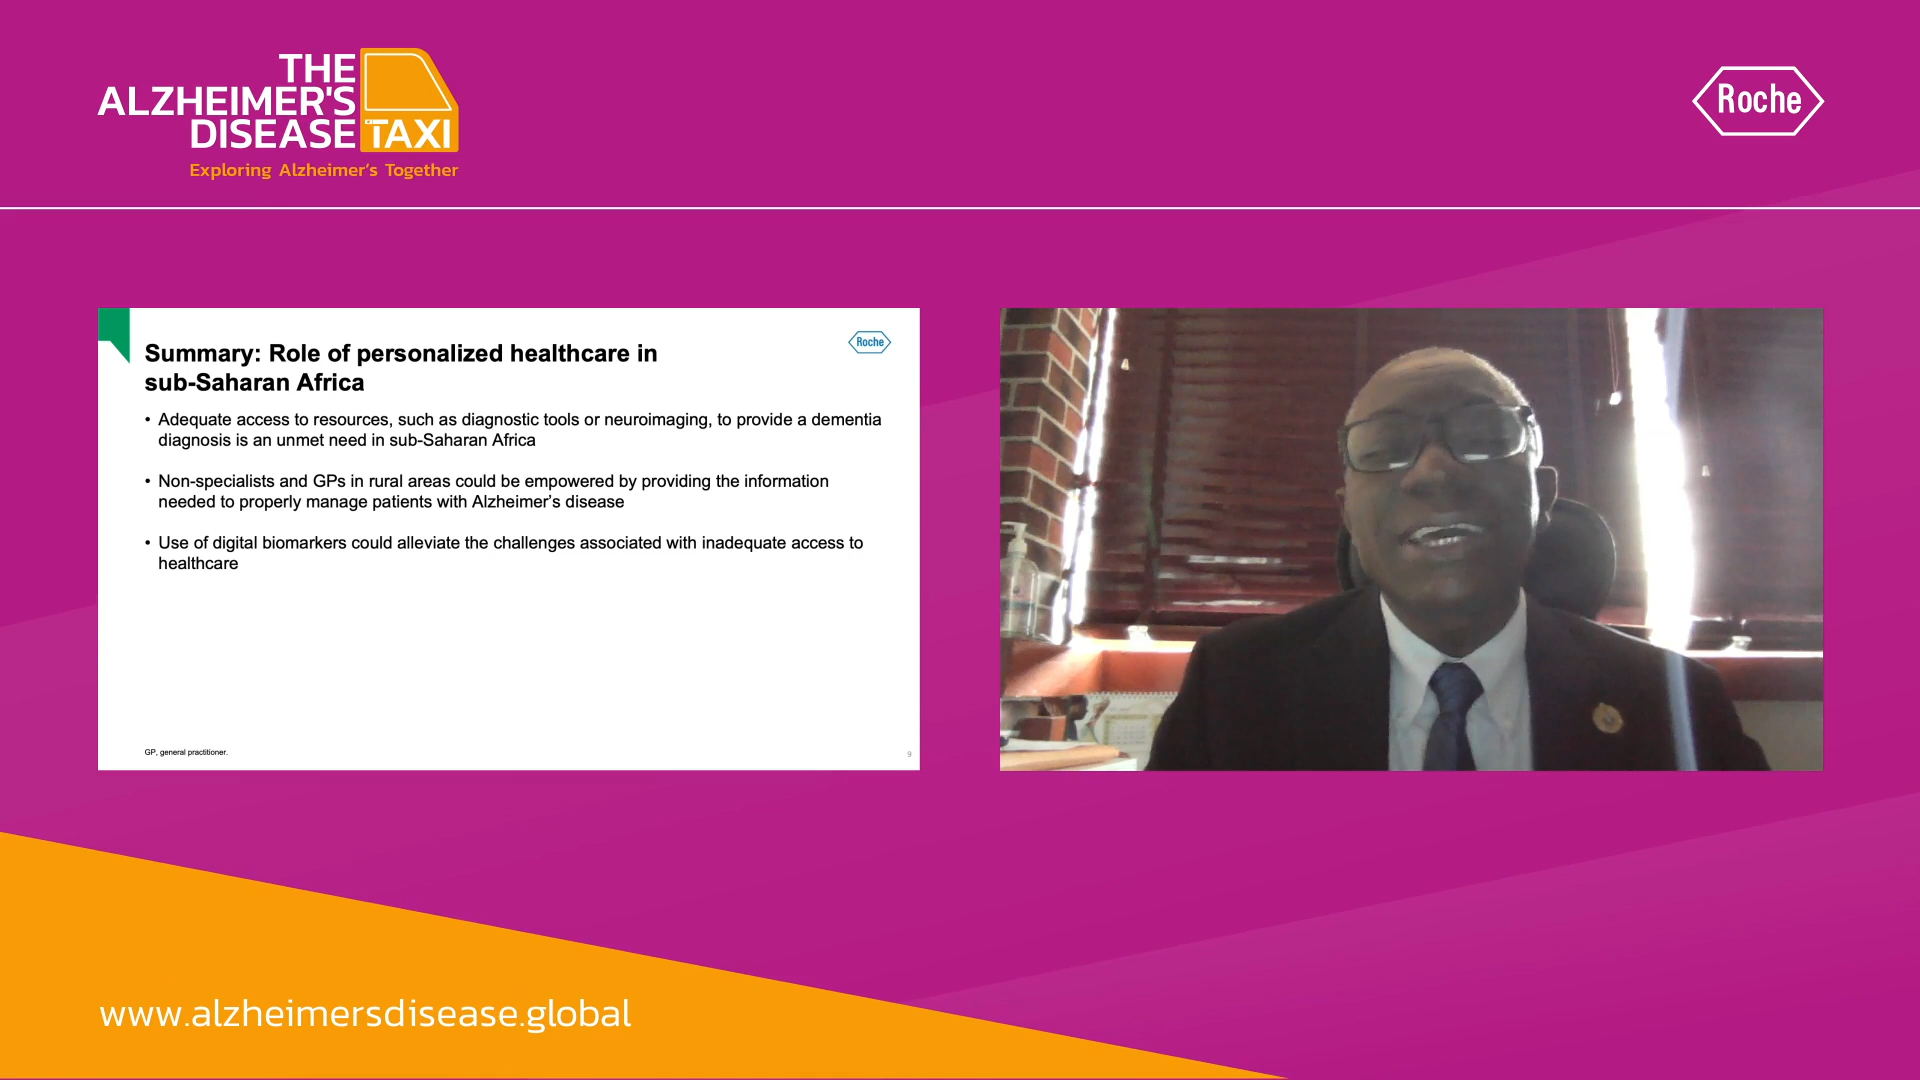 THE
ALZHEIMER'S
DISEASE TAXI
Exploring Alzheimer's Together
Roche
Summary: Role of personalized healthcare in
sub-Saharan Africa
Roche
• Adequate access to resources, such as diagnostic tools or neuroimaging, to provide a dementia
diagnosis is an unmet need in sub-Saharan Africa
• Non-specialists and GPs in rural areas could be empowered by providing the information
needed to properly manage patients with Alzheimer’s disease
• Use of digital biomarkers could alleviate the challenges associated with inadequate access to
healthcare
GP, general practitioner.
9
www.alzheimersdisease.global